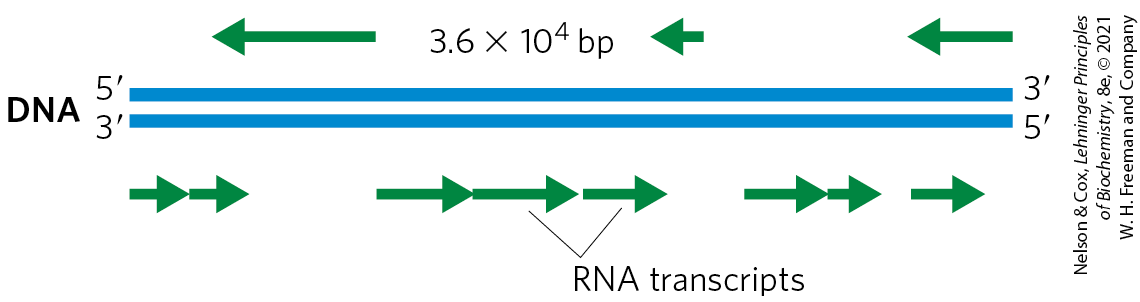 3.6 × 10⁴ bp
5′ 3′
DNA
3′ 5′
RNA transcripts
Nelson & Cox, Lehninger Principles
of Biochemistry, 8e, © 2021
W. H. Freeman and Company